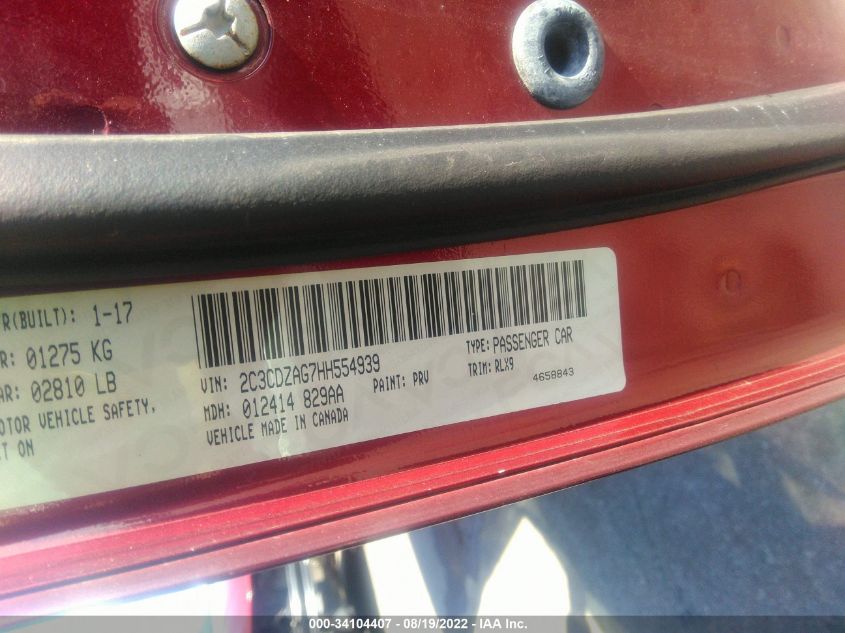 R(BUILT): 1-17
R: 01275 KG
AR: 02810 LB
OTOR VEHICLE SAFETY,
CT ON
VIN: 2C3CDZAG7HH554939
TYPE: PASSENGER CAR
MDH: 012414 829AA
PAINT: PRV
TRIM: RLX9
VEHICLE MADE IN CANADA
4658843
000-34104407 - 08/19/2022 - IAA Inc.